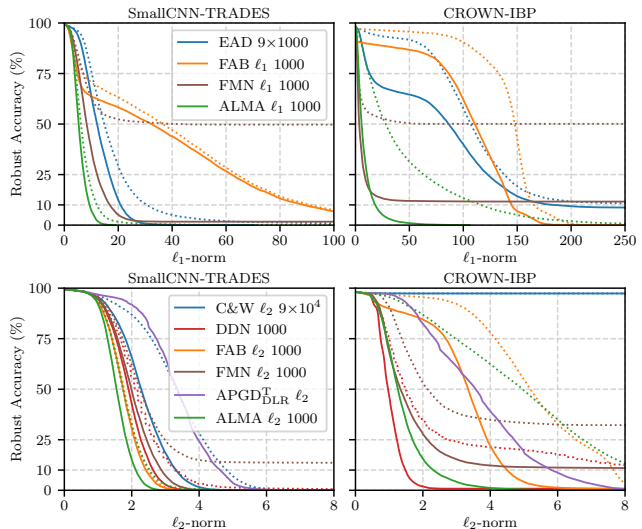 SmallCNN-TRADES
CROWN-IBP
Robust Accuracy (%)
100
75
50
25
10
0
EAD 9×1000
FAB ℓ₁ 1000
FMN ℓ₁ 1000
ALMA ℓ₁ 1000
0 20 40 60 80 100
0 50 100 150 200 250
ℓ₁-norm
ℓ₁-norm
SmallCNN-TRADES
CROWN-IBP
Robust Accuracy (%)
100
75
50
25
10
0
C&W ℓ₂ 9×10⁴
DDN 1000
FAB ℓ₂ 1000
FMN ℓ₂ 1000
APGDᵀ_DLR ℓ₂
ALMA ℓ₂ 1000
0 2 4 6 8
0 2 4 6 8
ℓ₂-norm
ℓ₂-norm